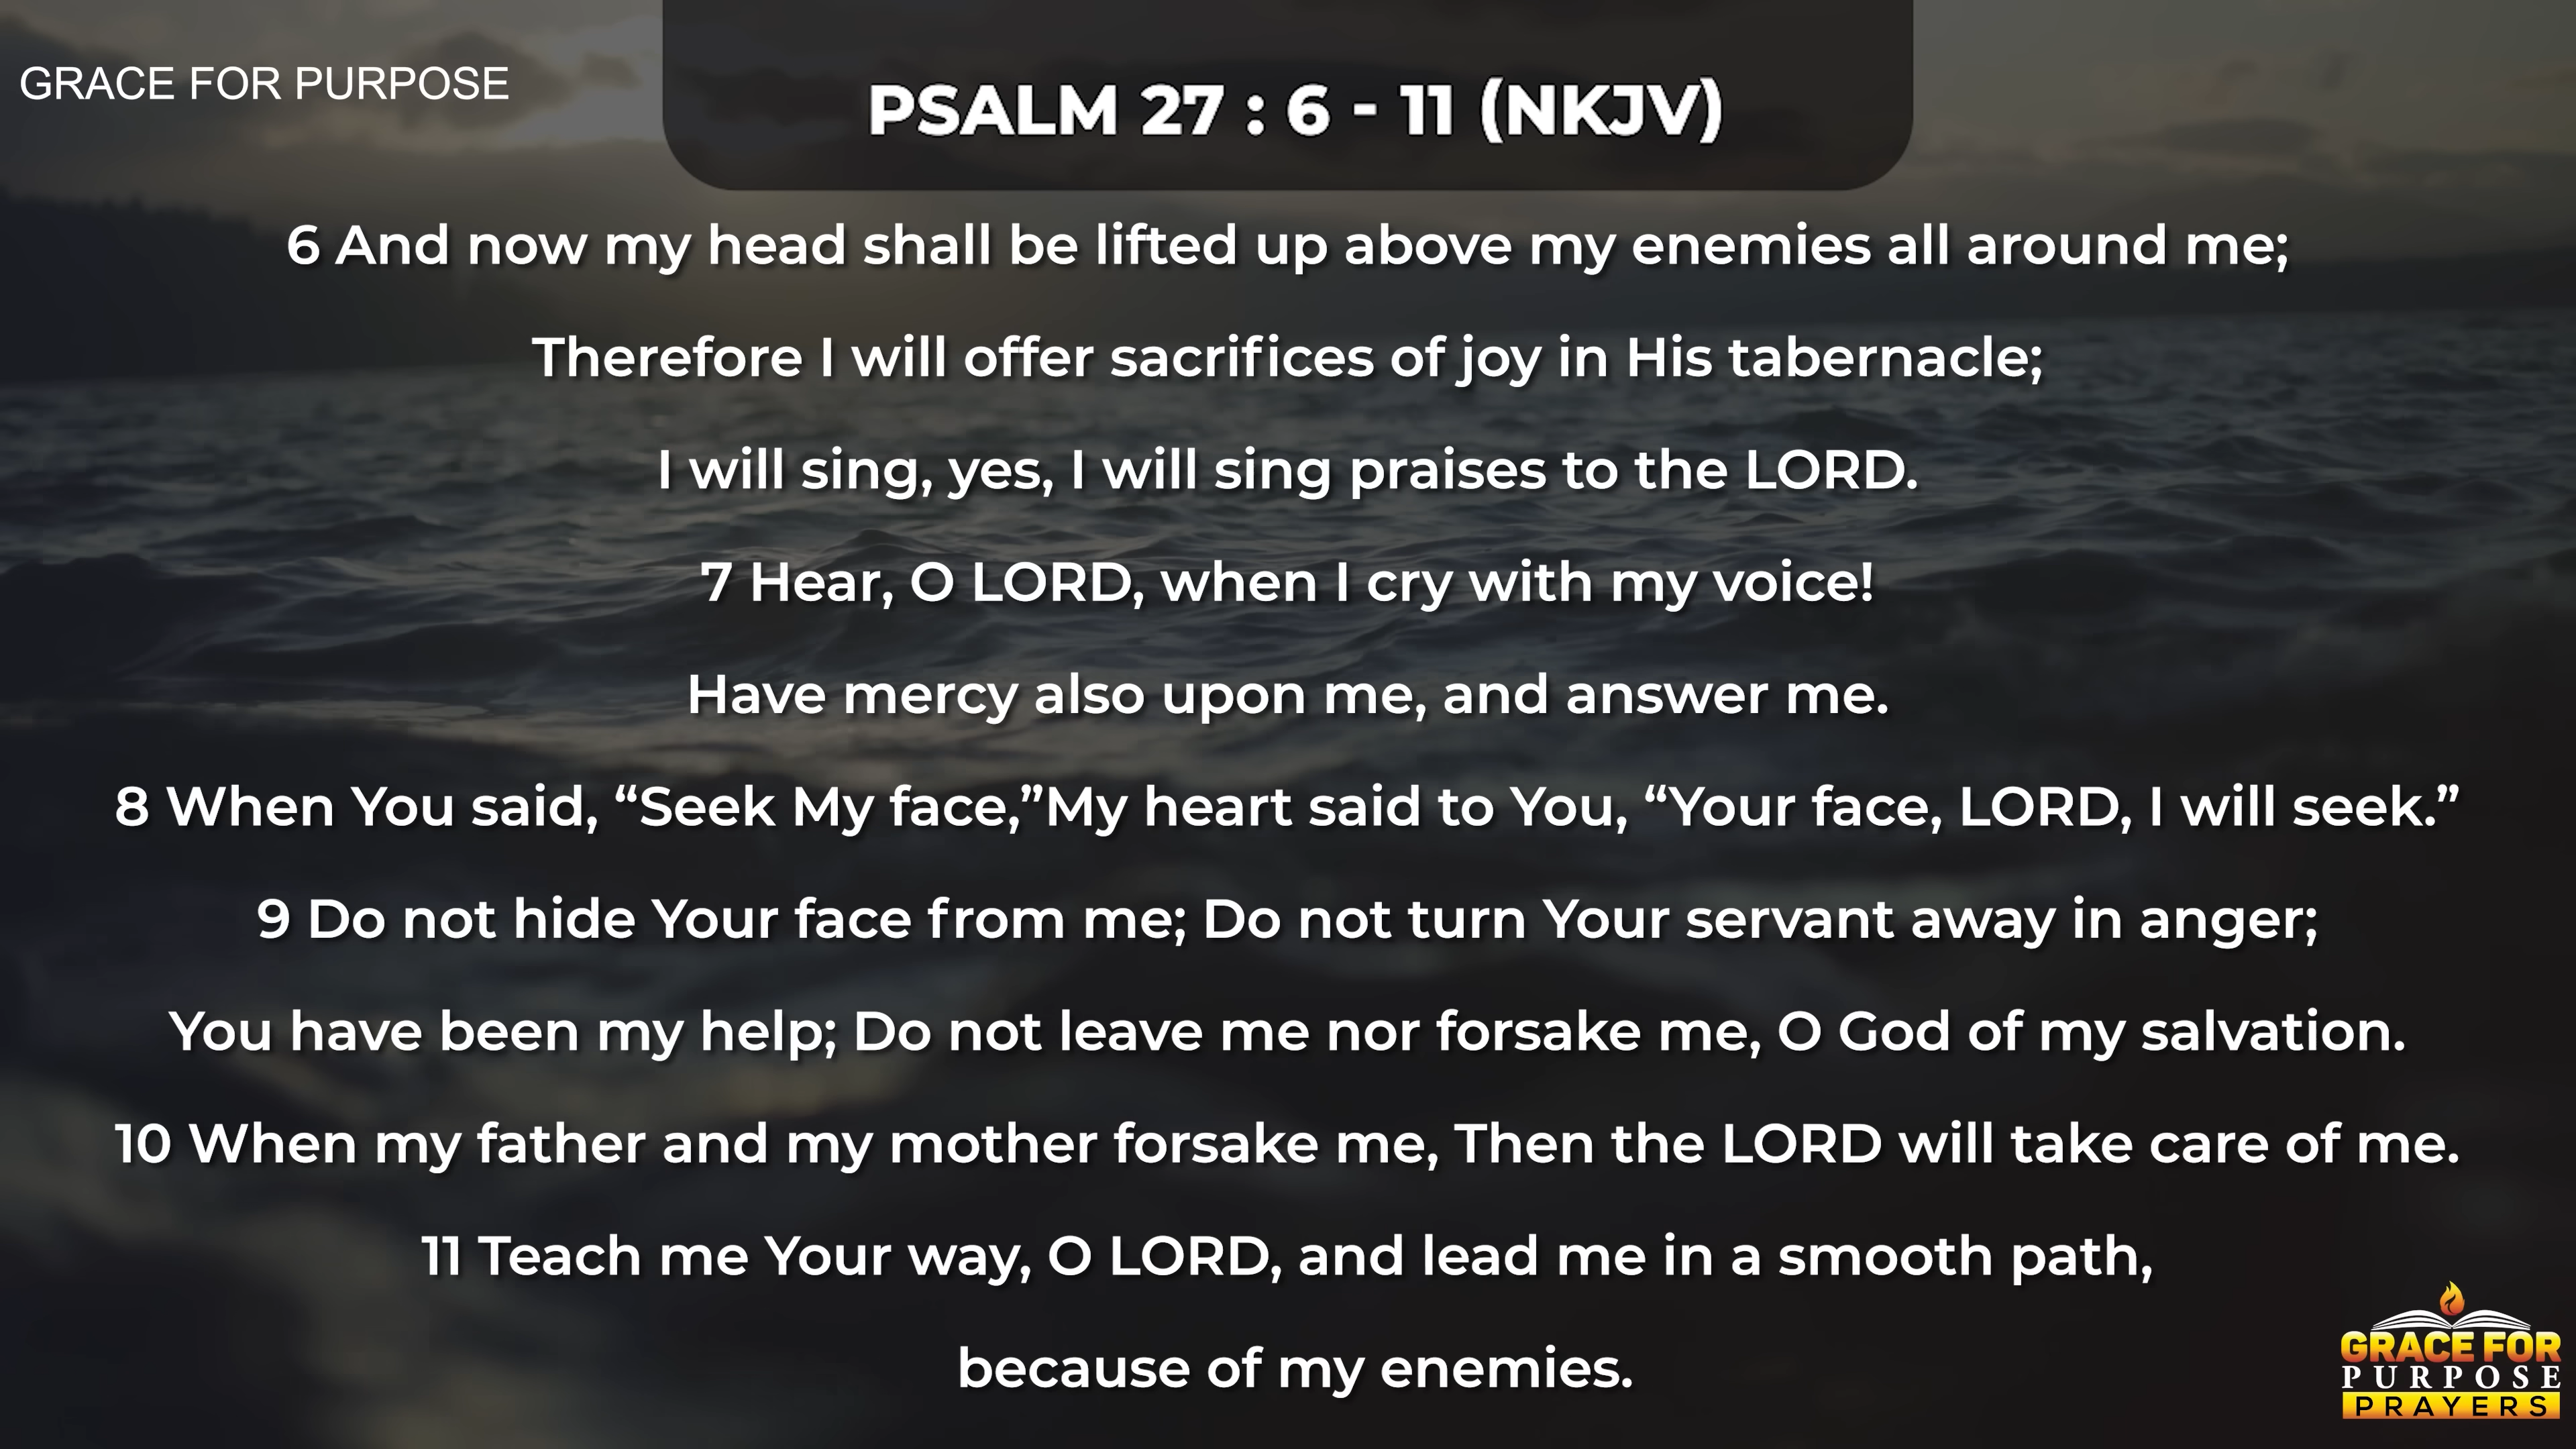 GRACE FOR PURPOSE
PSALM 27 : 6 - 11 (NKJV)
6 And now my head shall be lifted up above my enemies all around me;
Therefore I will offer sacrifices of joy in His tabernacle;
I will sing, yes, I will sing praises to the LORD.
7 Hear, O LORD, when I cry with my voice!
Have mercy also upon me, and answer me.
8 When You said, “Seek My face,”My heart said to You, “Your face, LORD, I will seek.”
9 Do not hide Your face from me; Do not turn Your servant away in anger;
You have been my help; Do not leave me nor forsake me, O God of my salvation.
10 When my father and my mother forsake me, Then the LORD will take care of me.
11 Teach me Your way, O LORD, and lead me in a smooth path,
because of my enemies.
GRACE FOR
PURPOSE
PRAYERS